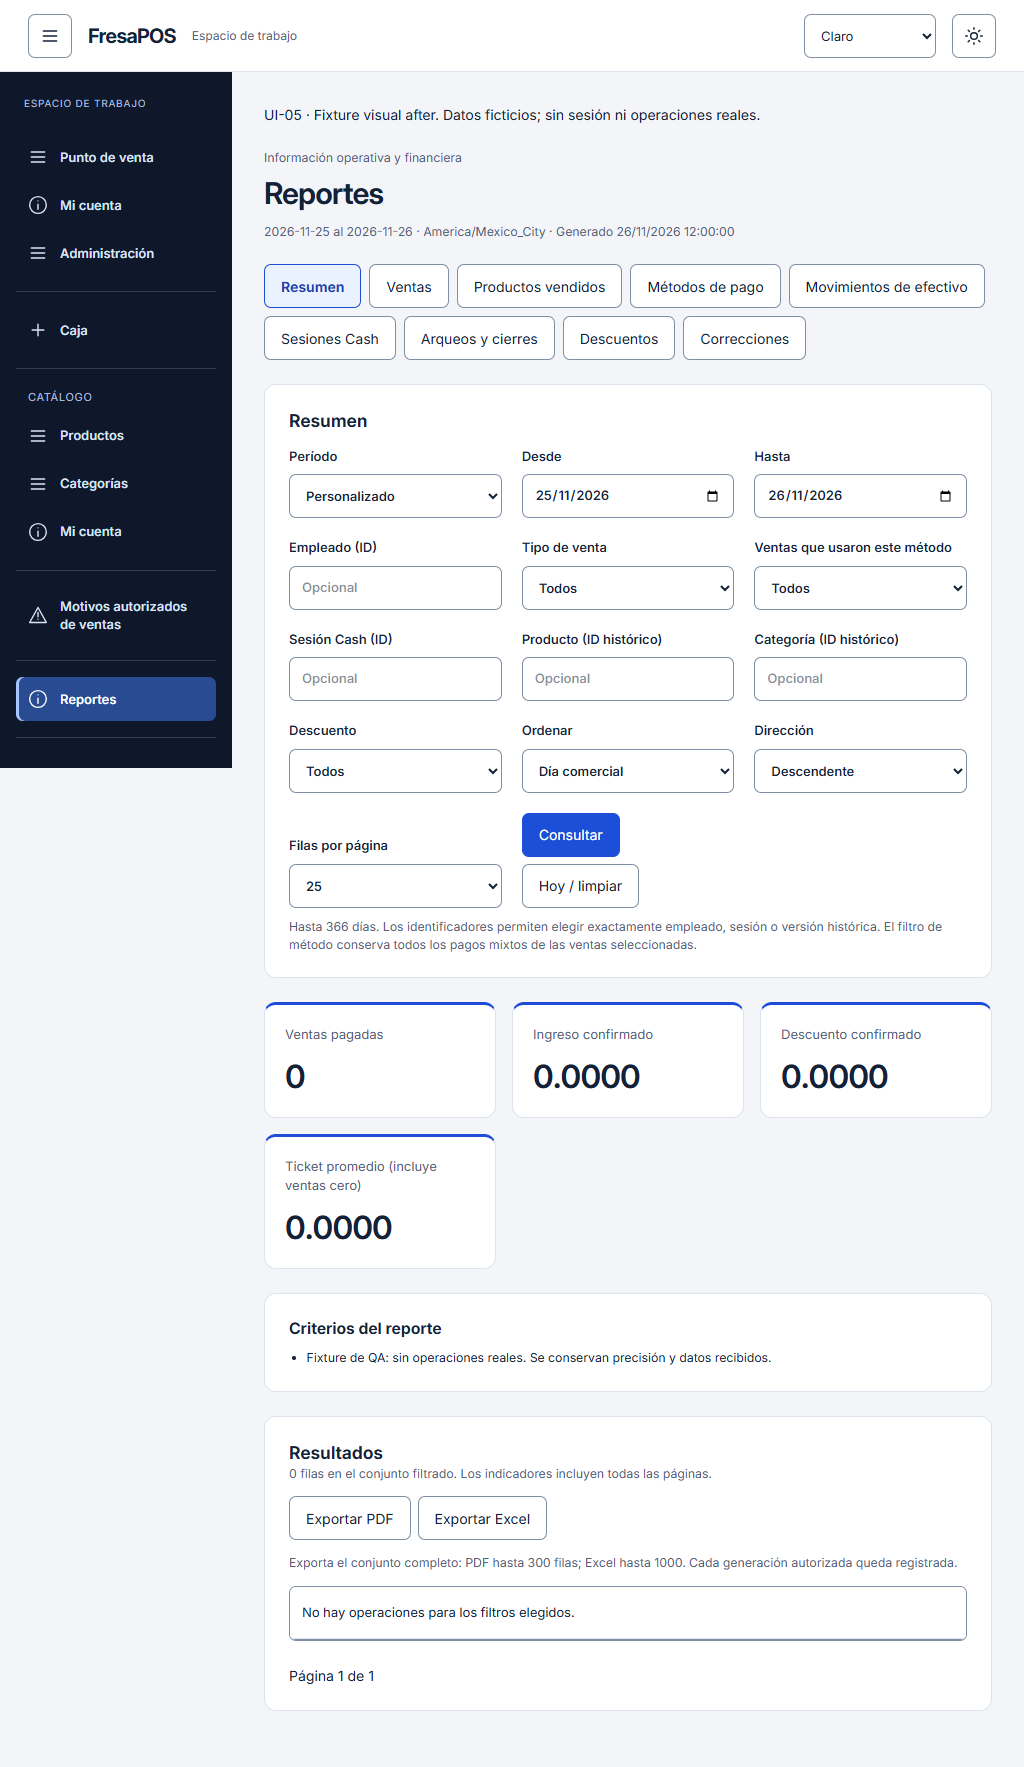 FresaPOS
Espacio de trabajo
Claro
ESPACIO DE TRABAJO
Punto de venta
Mi cuenta
Administración
Caja
CATÁLOGO
Productos
Categorías
Mi cuenta
Motivos autorizados
de ventas
Reportes
UI-05 · Fixture visual after. Datos ficticios; sin sesión ni operaciones reales.
Información operativa y financiera
Reportes
2026-11-25 al 2026-11-26 · America/Mexico_City · Generado 26/11/2026 12:00:00
Resumen
Ventas
Productos vendidos
Métodos de pago
Movimientos de efectivo
Sesiones Cash
Arqueos y cierres
Descuentos
Correcciones
Resumen
Período
Desde
Hasta
Personalizado
25/11/2026
26/11/2026
Empleado (ID)
Tipo de venta
Ventas que usaron este método
Opcional
Todos
Todos
Sesión Cash (ID)
Producto (ID histórico)
Categoría (ID histórico)
Opcional
Opcional
Opcional
Descuento
Ordenar
Dirección
Todos
Día comercial
Descendente
Filas por página
Consultar
25
Hoy / limpiar
Hasta 366 días. Los identificadores permiten elegir exactamente empleado, sesión o versión histórica. El filtro de
método conserva todos los pagos mixtos de las ventas seleccionadas.
Ventas pagadas
0
Ingreso confirmado
0.0000
Descuento confirmado
0.0000
Ticket promedio (incluye
ventas cero)
0.0000
Criterios del reporte
• Fixture de QA: sin operaciones reales. Se conservan precisión y datos recibidos.
Resultados
0 filas en el conjunto filtrado. Los indicadores incluyen todas las páginas.
Exportar PDF
Exportar Excel
Exporta el conjunto completo: PDF hasta 300 filas; Excel hasta 1000. Cada generación autorizada queda registrada.
No hay operaciones para los filtros elegidos.
Página 1 de 1